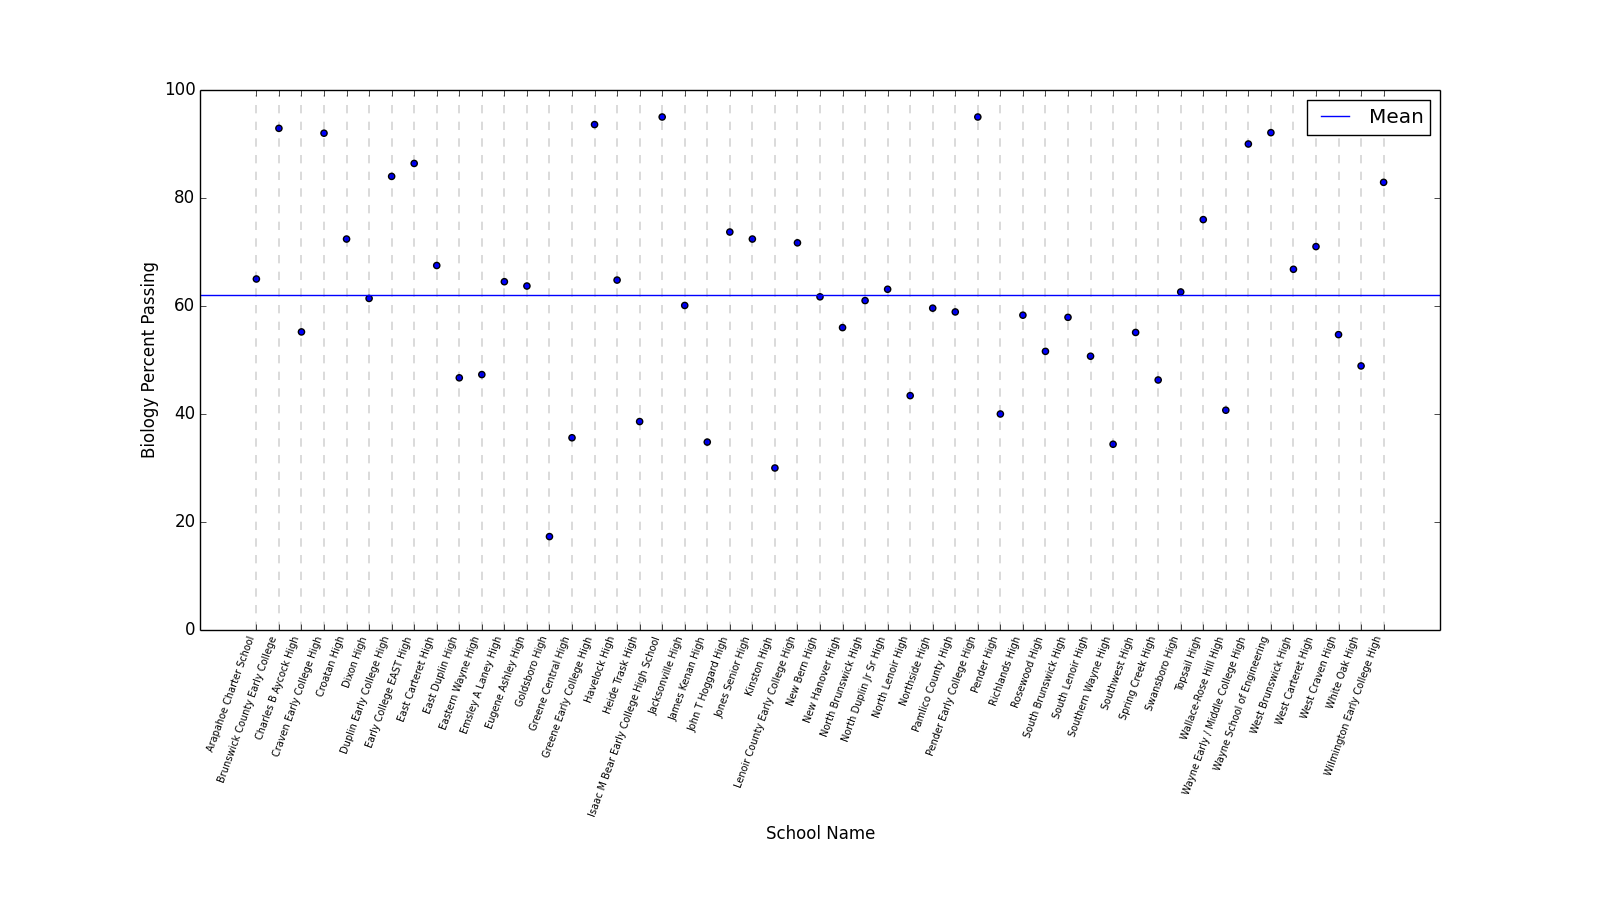 100
80
60
40
20
0
Biology Percent Passing
Mean
Arapahoe Charter School
Brunswick County Early College
Charles B Aycock High
Craven Early College High
Croatan High
Dixon High
Duplin Early College High
Early College EAST High
East Carteret High
East Duplin High
Eastern Wayne High
Emsley A Laney High
Eugene Ashley High
Goldsboro High
Greene Central High
Greene Early College High
Havelock High
Heide Trask High
Isaac M Bear Early College High School
Jacksonville High
James Kenan High
John T Hoggard High
Jones Senior High
Kinston High
Lenoir County Early College High
New Bern High
New Hanover High
North Brunswick High
North Duplin Jr Sr High
North Lenoir High
Northside High
Pamlico County High
Pender Early College High
Pender High
Richlands High
Rosewood High
South Brunswick High
South Lenoir High
Southern Wayne High
Southwest High
Spring Creek High
Swansboro High
Topsail High
Wallace-Rose Hill High
Wayne Early / Middle College High
Wayne School of Engineering
West Brunswick High
West Carteret High
West Craven High
White Oak High
Wilmington Early College High
School Name